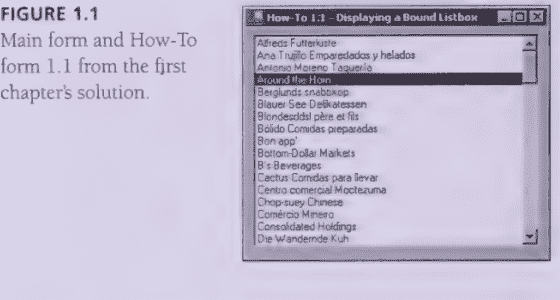 FIGURE 1.1
Main form and How-To
form 1.1 from the first
chapter's solution.
How-To 1.1 - Displaying a Bound Listbox
Alfreds Futterkiste
Ana Trujillo Emparedados y helados
Antonio Moreno Taquería
Around the Horn
Berglunds snabbköp
Blauer See Delikatessen
Blondesddsl père et fils
Bólido Comidas preparadas
Bon app'
Bottom-Dollar Markets
B's Beverages
Cactus Comidas para llevar
Centro comercial Moctezuma
Chop-suey Chinese
Comércio Mineiro
Consolidated Holdings
Die Wandernde Kuh